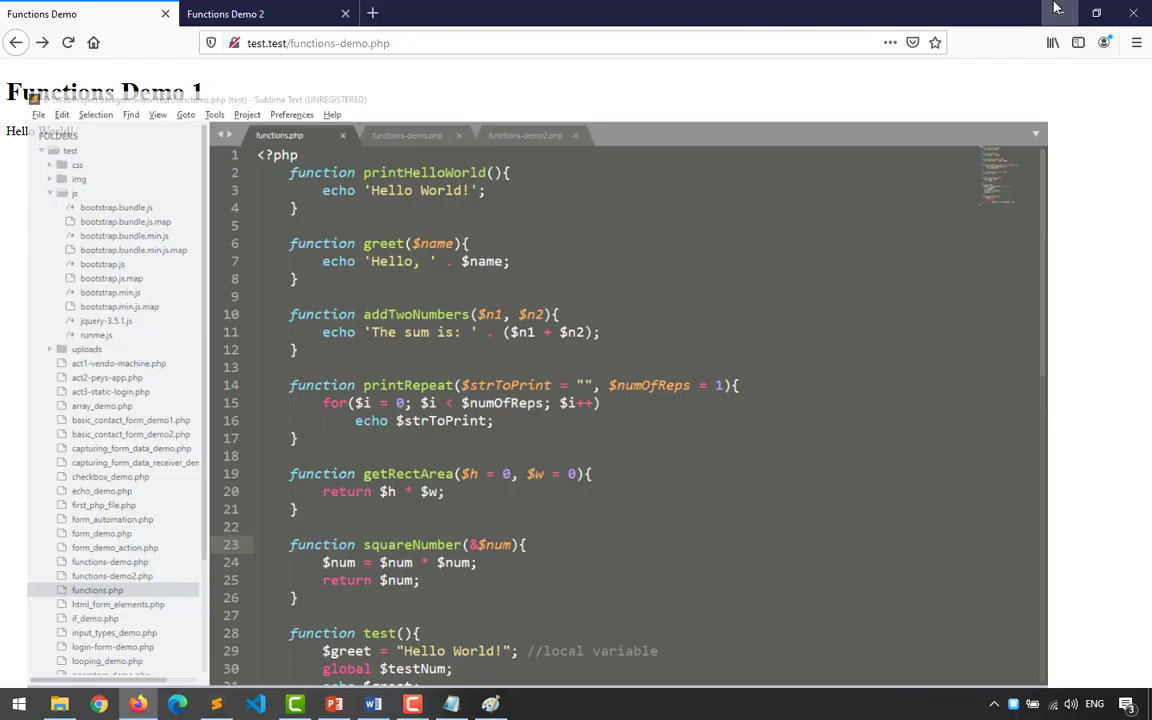 Functions Demo
Functions Demo 2
test.test/functions-demo.php
Functions Demo 1
functions.php (test) - Sublime Text (UNREGISTERED)
File Edit Selection Find View Goto Tools Project Preferences Help
Hello World!
FOLDERS
test
css
img
js
bootstrap.bundle.js
bootstrap.bundle.js.map
bootstrap.bundle.min.js
bootstrap.bundle.min.js.map
bootstrap.js
bootstrap.js.map
bootstrap.min.js
bootstrap.min.js.map
jquery-3.5.1.js
runme.js
uploads
act1-vendo-machine.php
act2-peys-app.php
act3-static-login.php
array_demo.php
basic_contact_form_demo1.php
basic_contact_form_demo2.php
capturing_form_data_demo.php
capturing_form_data_receiver_den
checkbox_demo.php
echo_demo.php
first_php_file.php
form_automation.php
form_demo.php
form_demo_action.php
functions-demo.php
functions-demo2.php
functions.php
html_form_elements.php
if_demo.php
input_types_demo.php
login-form-demo.php
looping_demo.php
functions.php
functions-demo.php
functions-demo2.php
1 <?php
2 function printHelloWorld(){
3 echo 'Hello World!';
4 }
5
6 function greet($name){
7 echo 'Hello, ' . $name;
8 }
9
10 function addTwoNumbers($n1, $n2){
11 echo 'The sum is: ' . ($n1 + $n2);
12 }
13
14 function printRepeat($strToPrint = "", $numOfReps = 1){
15 for($i = 0; $i < $numOfReps; $i++)
16 echo $strToPrint;
17 }
18
19 function getRectArea($h = 0, $w = 0){
20 return $h * $w;
21 }
22
23 function squareNumber(&$num){
24 $num = $num * $num;
25 return $num;
26 }
27
28 function test(){
29 $greet = "Hello World!"; //local variable
30 global $testNum;
ENG
3